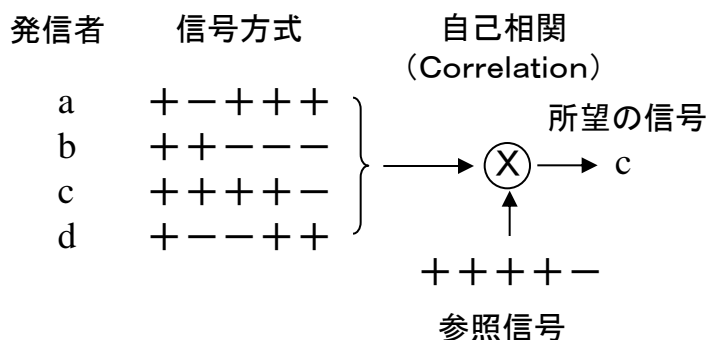 発信者 信号方式 自己相関
(Correlation)
a +－+++
b ++－－－
c ++++－
d +－－++
所望の信号
X c
++++－
参照信号